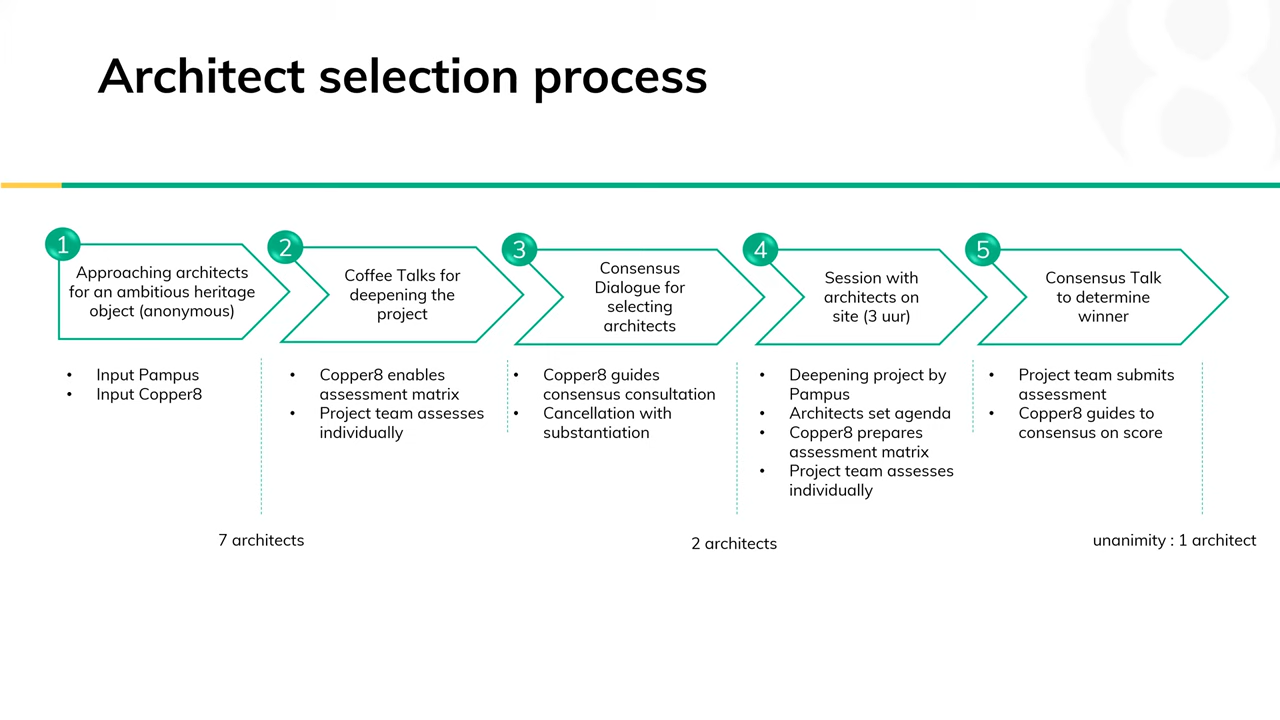 Architect selection process
1
Approaching architects
for an ambitious heritage
object (anonymous)
• Input Pampus
• Input Copper8
2
Coffee Talks for
deepening the
project
• Copper8 enables
assessment matrix
• Project team assesses
individually
3
Consensus
Dialogue for
selecting
architects
• Copper8 guides
consensus consultation
• Cancellation with
substantiation
4
Session with
architects on
site (3 uur)
• Deepening project by
Pampus
• Architects set agenda
• Copper8 prepares
assessment matrix
• Project team assesses
individually
5
Consensus Talk
to determine
winner
• Project team submits
assessment
• Copper8 guides to
consensus on score
7 architects
2 architects
unanimity : 1 architect
8